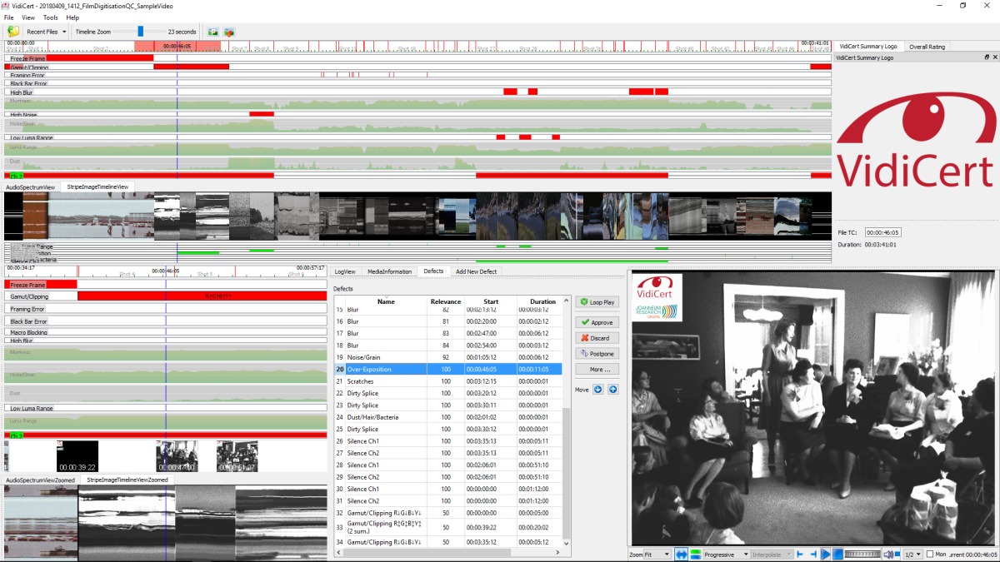 VidiCert - 20180409_1412_FilmDigitisationQC_SampleVideo
File View Tools Help
Recent Files Timeline Zoom 23 seconds
00:00:00:00 00:00:46:05 00:03:41:01
Freeze Frame
Gamut/Clipping
Framing Error
Black Bar Error
High Blur
Blurriness
High Noise
Noise/Grain
Low Luma Range
Luma Range
Dust
Ch 2
AudioSpectrumView StripeImageTimelineView
Luma Range
00:00:34:17 00:00:46:05 00:00:57:17
Shot 4 Shot 5 Shot 6
Freeze Frame
Gamut/Clipping
Framing Error
Black Bar Error
Macro Blocking
High Blur
Blurriness
Noise/Grain
Dust
Low Luma Range
Luma Range
Ch 2
00:00:39:22
AudioSpectrumViewZoomed StripeImageTimelineViewZoomed
LogView MediaInformation Defects Add New Defect
Defects
Name Relevance Start Duration
15 Blur 82 00:02:13:12 00:00:03:12
16 Blur 81 00:02:20:00 00:00:02:12
17 Blur 83 00:02:47:00 00:00:06:12
18 Blur 84 00:02:54:00 00:00:03:12
19 Noise/Grain 92 00:01:05:12 00:00:06:12
20 Over-Exposition 100 00:00:46:05 00:00:11:05
21 Scratches 100 00:03:12:15 00:00:00:01
22 Dirty Splice 100 00:03:20:12 00:00:00:01
23 Dirty Splice 100 00:03:30:11 00:00:00:01
24 Dust/Hair/Bacteria 100 00:02:01:02 00:00:00:01
25 Dirty Splice 100 00:03:30:12 00:00:00:01
26 Silence Ch1 100 00:03:35:13 00:00:05:11
27 Silence Ch2 100 00:03:35:13 00:00:05:11
28 Silence Ch1 100 00:02:06:01 00:00:51:10
29 Silence Ch2 100 00:02:06:01 00:00:51:10
30 Silence Ch1 100 00:00:00:00 00:01:12:00
31 Silence Ch2 100 00:00:00:00 00:01:12:00
32 Gamut/Clipping R↓G↓B↓Y↓ 50 00:00:00:00 00:00:05:00
33 Gamut/Clipping R↕G↕B↕Y↕ (2 sum.) 50 00:00:39:22 00:00:20:02
34 Gamut/Clipping R↓G↓B↓Y↓ 50 00:03:35:12 00:00:05:12
Loop Play
Approve
Discard
Postpone
More ...
Move
VidiCert Summary Logo Overall Rating
VidiCert Summary Logo
VidiCert
File TC: 00:00:46:05
Duration: 00:03:41:01
VidiCert
JOANNEUM
RESEARCH
DIGITAL
Zoom Fit Progressive Interpolate 1/2 Mon urrent 00:00:46:05